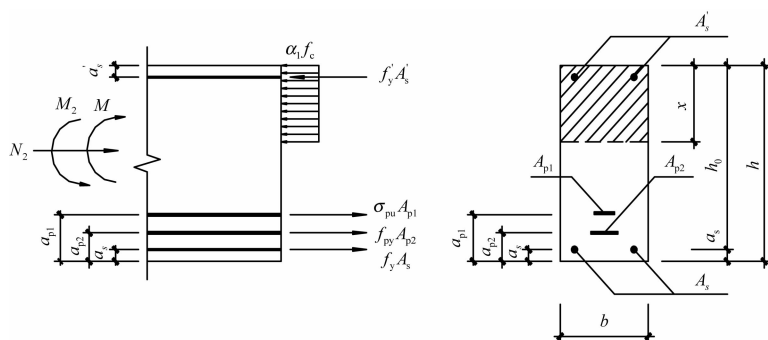 a's
α1fc
f'yA's
M2
M
N2
σpuAp1
fpyAp2
fyAs
ap1
ap2
as
A's
x
h0
h
Ap1
Ap2
ap1
ap2
as
as
As
b